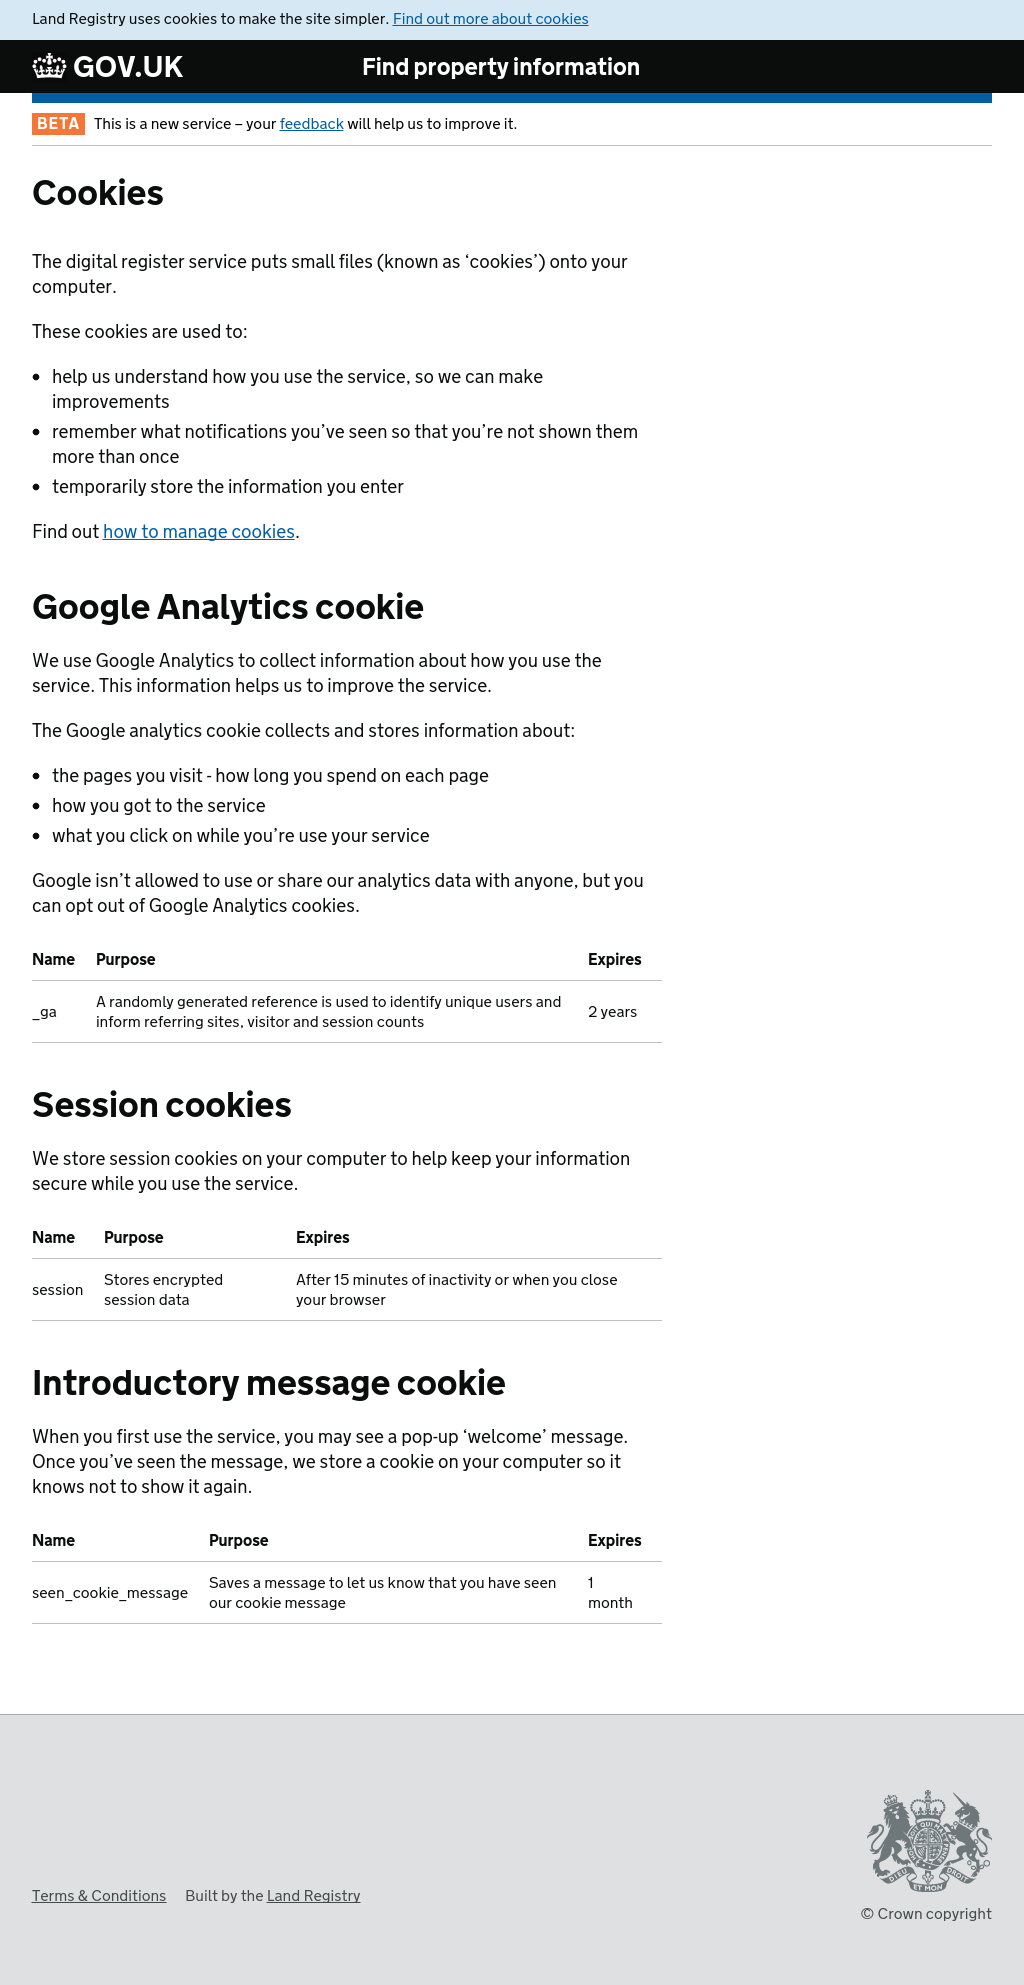 Land Registry uses cookies to make the site simpler. Find out more about cookies
GOV.UK
Find property information
BETA This is a new service – your feedback will help us to improve it.
Cookies
The digital register service puts small files (known as ‘cookies’) onto your
computer.
These cookies are used to:
• help us understand how you use the service, so we can make
improvements
• remember what notifications you’ve seen so that you’re not shown them
more than once
• temporarily store the information you enter
Find out how to manage cookies.
Google Analytics cookie
We use Google Analytics to collect information about how you use the
service. This information helps us to improve the service.
The Google analytics cookie collects and stores information about:
• the pages you visit - how long you spend on each page
• how you got to the service
• what you click on while you’re use your service
Google isn’t allowed to use or share our analytics data with anyone, but you
can opt out of Google Analytics cookies.
Name Purpose Expires
_ga A randomly generated reference is used to identify unique users and
inform referring sites, visitor and session counts 2 years
Session cookies
We store session cookies on your computer to help keep your information
secure while you use the service.
Name Purpose Expires
session Stores encrypted
session data After 15 minutes of inactivity or when you close
your browser
Introductory message cookie
When you first use the service, you may see a pop-up ‘welcome’ message.
Once you’ve seen the message, we store a cookie on your computer so it
knows not to show it again.
Name Purpose Expires
seen_cookie_message Saves a message to let us know that you have seen
our cookie message 1
month
DIEU ET MON DROIT
Terms & Conditions Built by the Land Registry
© Crown copyright